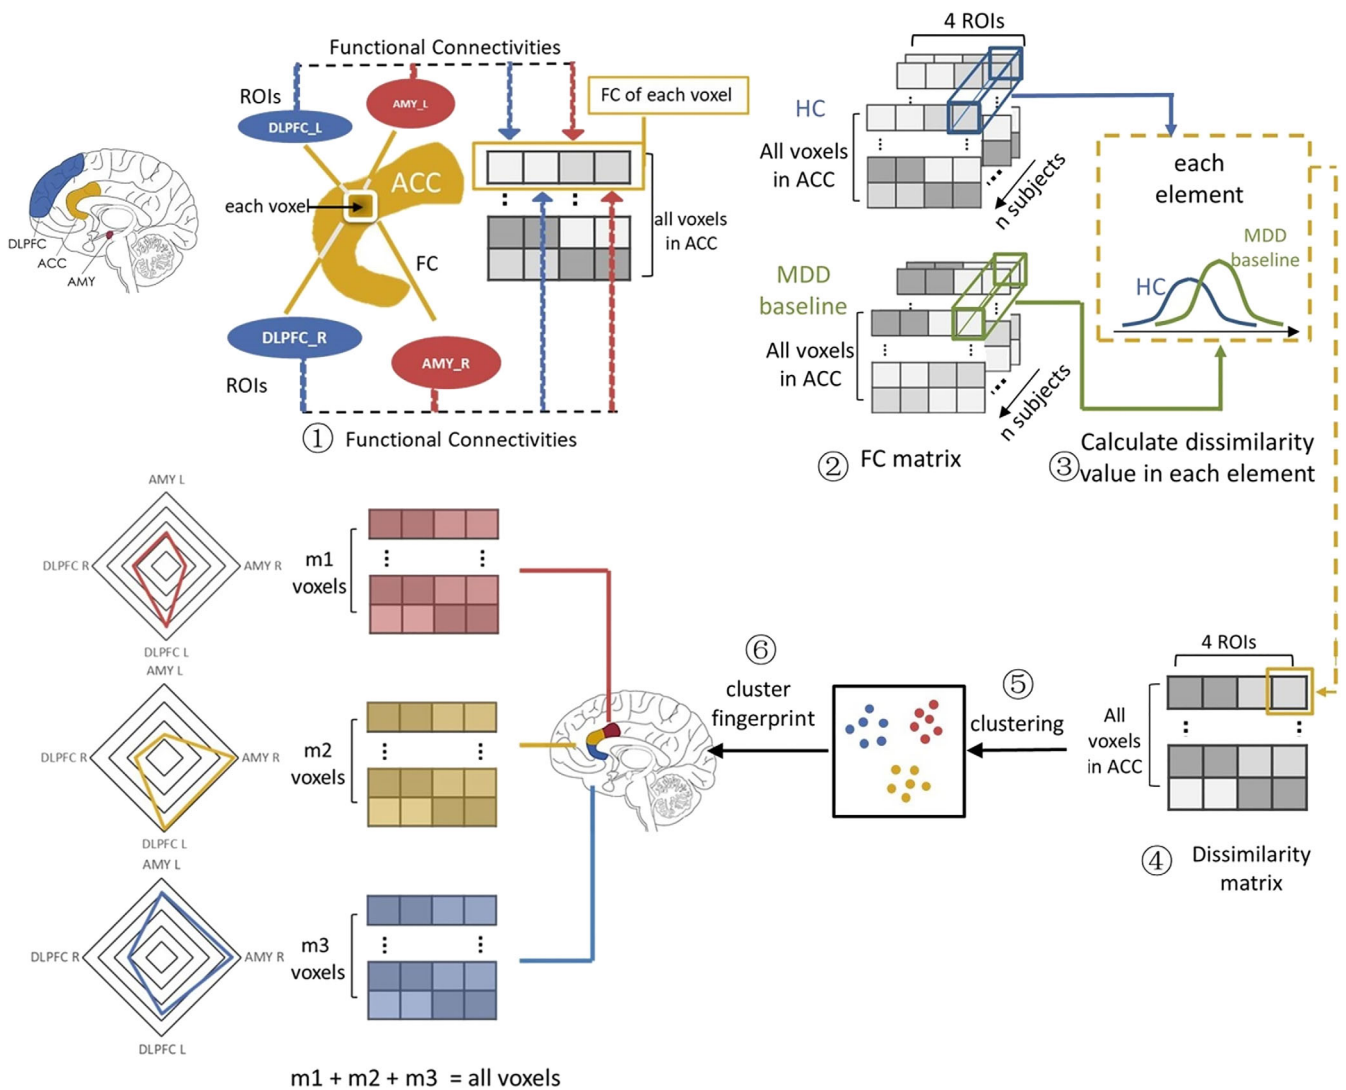 Functional Connectivities
ROIs
DLPFC_L
AMY_L
FC of each voxel
ACC
each voxel
all voxels
in ACC
FC
DLPFC
ACC
AMY
DLPFC_R
AMY_R
ROIs
① Functional Connectivities
4 ROIs
HC
All voxels
in ACC
n subjects
MDD
baseline
All voxels
in ACC
n subjects
② FC matrix
each
element
MDD
baseline
HC
③ Calculate dissimilarity
value in each element
4 ROIs
All
voxels
in ACC
④ Dissimilarity
matrix
⑤
clustering
⑥
cluster
fingerprint
AMY L
DLPFC R
AMY R
DLPFC L
m1
voxels
AMY L
DLPFC R
AMY R
DLPFC L
m2
voxels
AMY L
DLPFC R
AMY R
DLPFC L
m3
voxels
m1 + m2 + m3 = all voxels